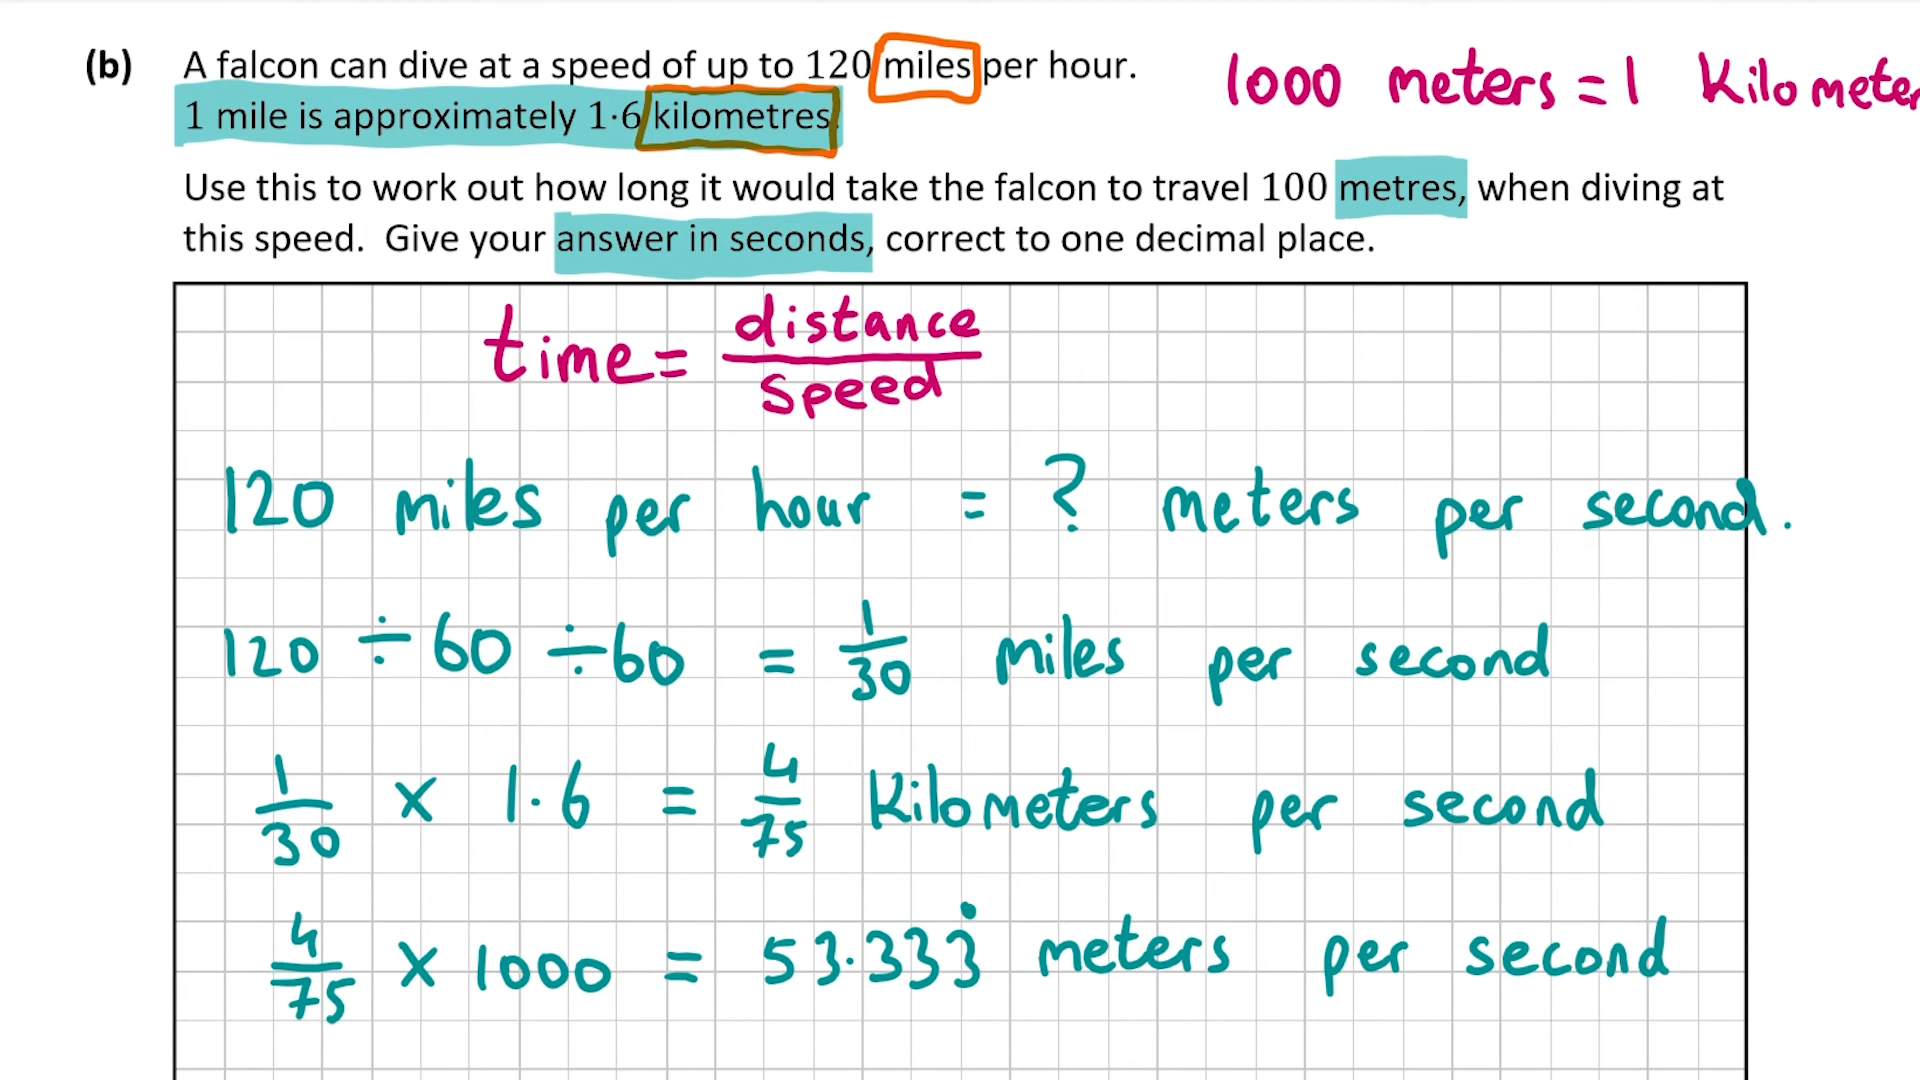 (b) A falcon can dive at a speed of up to 120 miles per hour.
1000 meters = 1 Kilometer
1 mile is approximately 1·6 kilometres.
Use this to work out how long it would take the falcon to travel 100 metres, when diving at
this speed. Give your answer in seconds, correct to one decimal place.
time = distance / speed
120 miles per hour = ? meters per second.
120 ÷ 60 ÷ 60 = 1/30 miles per second
1/30 × 1.6 = 4/75 Kilometers per second
4/75 × 1000 = 53.333̇ meters per second